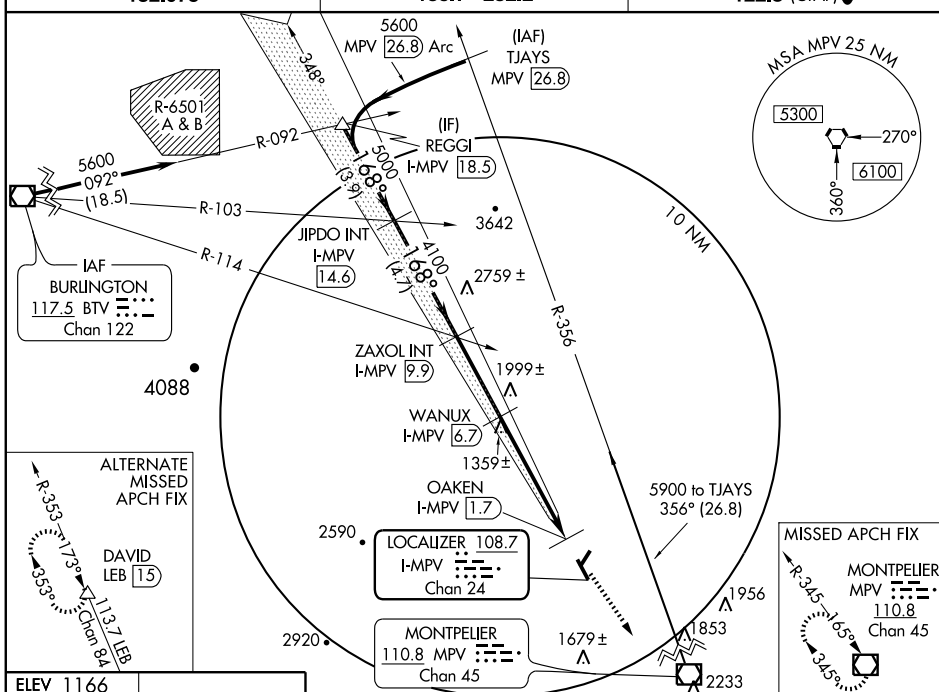 122.8 (CTAF)
5600
MPV 26.8 Arc
(IAF)
TJAYS
MPV 26.8
348°
R-6501
A & B
R-092
(IF)
REGGI
I-MPV 18.5
MSA MPV 25 NM
5300
270°
6100
360°
5600
092°
(18.5)
168°
5000
(3.9)
R-103
JIPDO INT
I-MPV
14.6
3642
10 NM
R-114
168°
4100
(4.7)
2759 ±
IAF
BURLINGTON
117.5 BTV
Chan 122
R-356
ZAXOL INT
I-MPV 9.9
1999 ±
4088
WANUX
I-MPV 6.7
1359 ±
ALTERNATE
MISSED
APCH FIX
R-353
173°
353°
DAVID
LEB 15
113.7 LEB
Chan 84
OAKEN
I-MPV 1.7
5900 to TJAYS
356° (26.8)
2590
LOCALIZER 108.7
I-MPV
Chan 24
MISSED APCH FIX
MONTPELIER
MPV
110.8
Chan 45
R-345
165°
345°
1956
1853
2920
MONTPELIER
110.8 MPV
Chan 45
1679 ±
2233
ELEV 1166